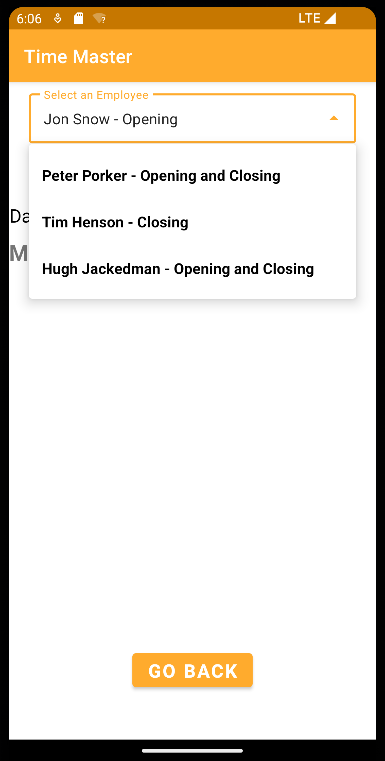 6:06 LTE
Time Master
Select an Employee
Jon Snow - Opening
Peter Porker - Opening and Closing
Da
Tim Henson - Closing
M
Hugh Jackedman - Opening and Closing
GO BACK